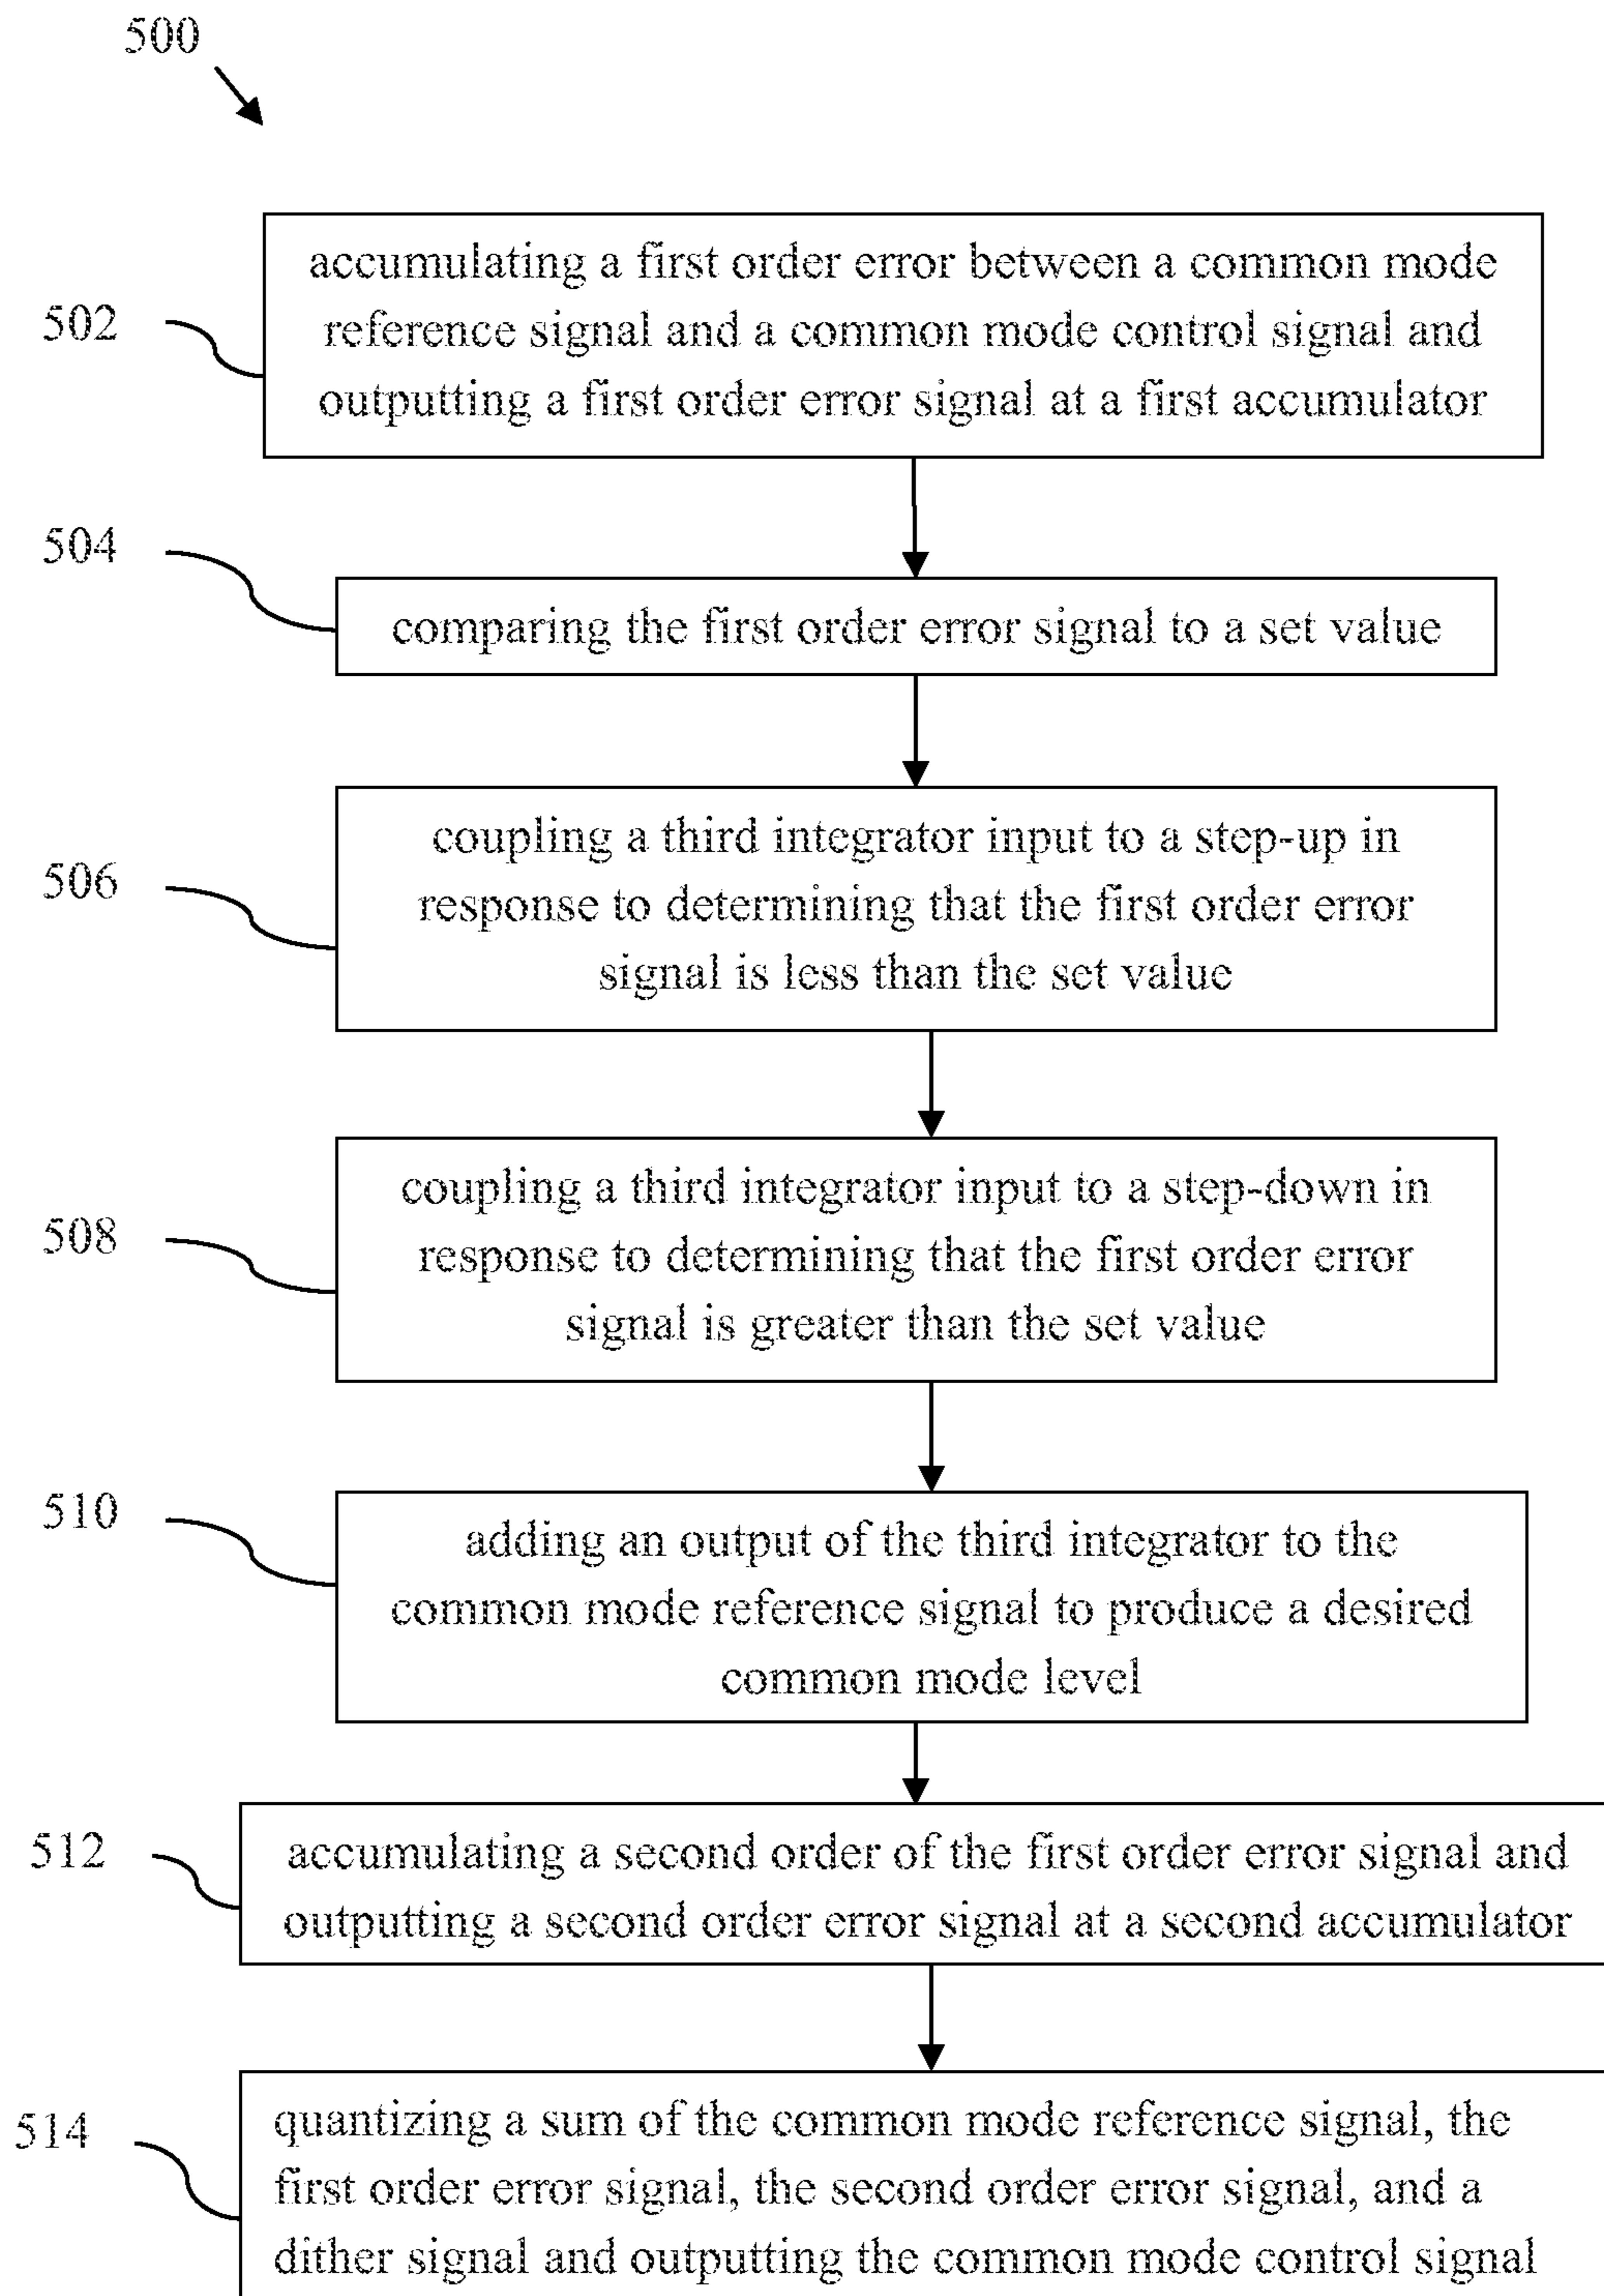 500
502
accumulating a first order error between a common mode
reference signal and a common mode control signal and
outputting a first order error signal at a first accumulator
504
comparing the first order error signal to a set value
506
coupling a third integrator input to a step-up in
response to determining that the first order error
signal is less than the set value
508
coupling a third integrator input to a step-down in
response to determining that the first order error
signal is greater than the set value
510
adding an output of the third integrator to the
common mode reference signal to produce a desired
common mode level
512
accumulating a second order of the first order error signal and
outputting a second order error signal at a second accumulator
514
quantizing a sum of the common mode reference signal, the
first order error signal, the second order error signal, and a
dither signal and outputting the common mode control signal